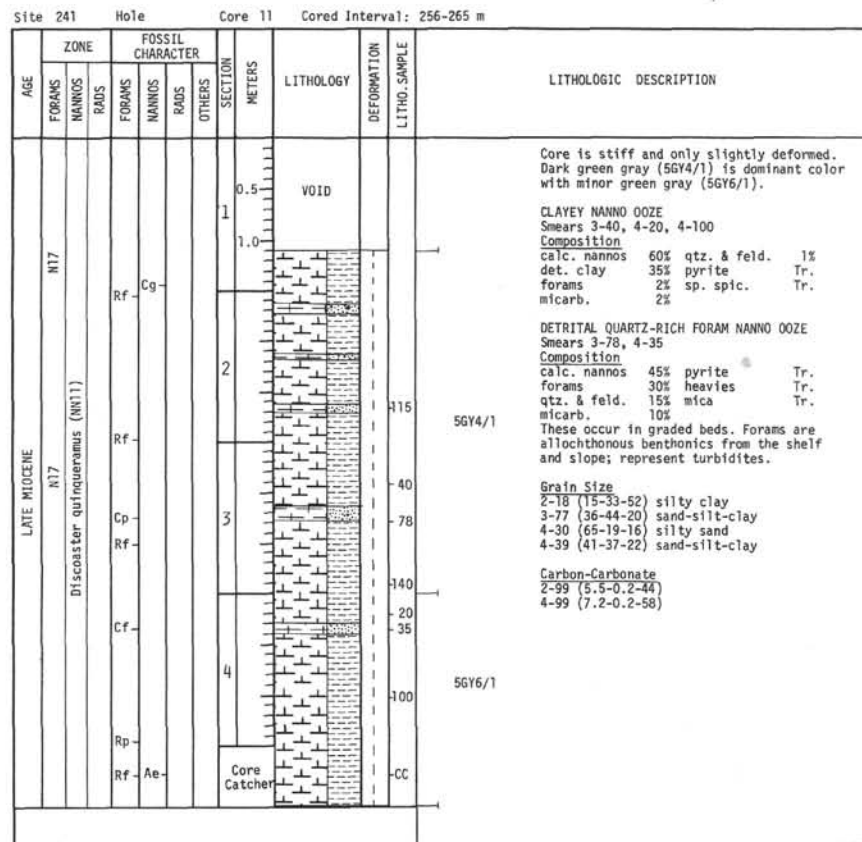 Site 241 Hole Core 11 Cored Interval: 256-265 m
AGE
ZONE
FORAMS
NANNOS
RADS
FOSSIL CHARACTER
FORAMS
NANNOS
RADS
OTHERS
SECTION
METERS
LITHOLOGY
DEFORMATION
LITHO.SAMPLE
LITHOLOGIC DESCRIPTION
LATE MIOCENE
N17
N17
Discoaster quinqueramus (NN11)
Rf
Cg
Rf
Cp
Rf
Cf
Rp
Rf
Ae
1
0.5
1.0
VOID
2
3
4
Core
Catcher
115
40
78
140
20
35
100
CC
5GY4/1
5GY6/1
Core is stiff and only slightly deformed.
Dark green gray (5GY4/1) is dominant color
with minor green gray (5GY6/1).
CLAYEY NANNO OOZE
Smears 3-40, 4-20, 4-100
Composition
calc. nannos 60% qtz. & feld. 1%
det. clay 35% pyrite Tr.
forams 2% sp. spic. Tr.
micarb. 2%
DETRITAL QUARTZ-RICH FORAM NANNO OOZE
Smears 3-78, 4-35
Composition
calc. nannos 45% pyrite Tr.
forams 30% heavies Tr.
qtz. & feld. 15% mica Tr.
micarb. 10%
These occur in graded beds. Forams are
allochthonous benthonics from the shelf
and slope; represent turbidites.
Grain Size
2-18 (15-33-52) silty clay
3-77 (36-44-20) sand-silt-clay
4-30 (65-19-16) silty sand
4-39 (41-37-22) sand-silt-clay
Carbon-Carbonate
2-99 (5.5-0.2-44)
4-99 (7.2-0.2-58)